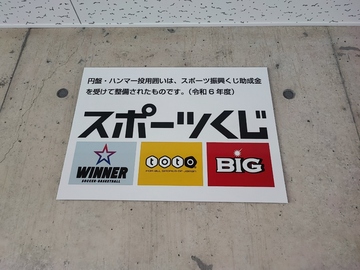 円盤・ハンマー投用囲いは、スポーツ振興くじ助成金
を受けて整備されたものです。(令和6年度)
スポーツくじ
WINNER
SOCCER BASKETBALL
toto
BIG